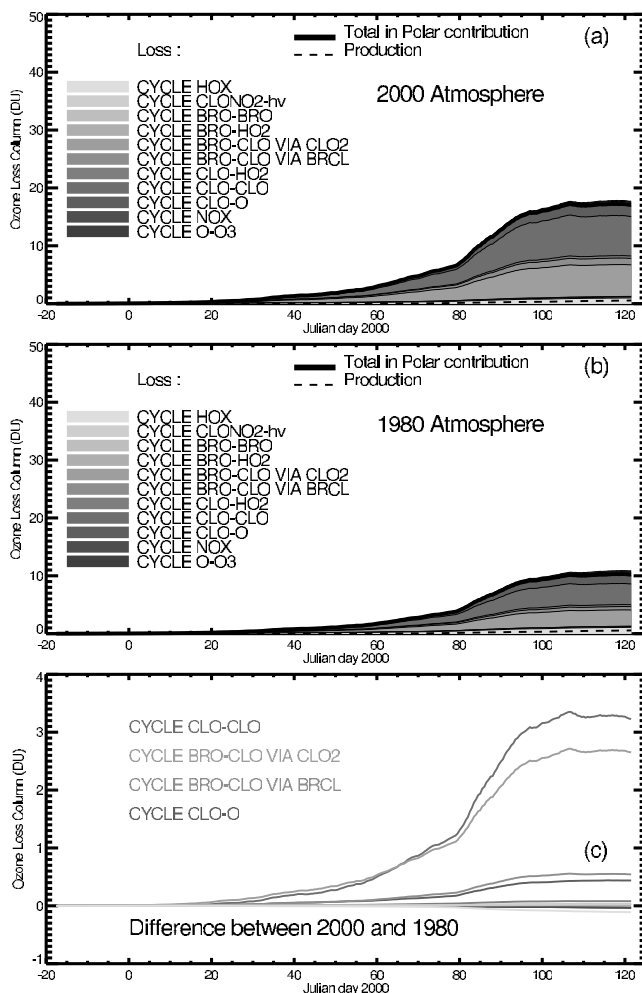 50
Total in Polar contribution
(a)
Loss :
Production
40
CYCLE HOX
2000 Atmosphere
CYCLE CLONO2-hv
CYCLE BRO-BRO
30
CYCLE BRO-HO2
CYCLE BRO-CLO VIA CLO2
CYCLE BRO-CLO VIA BRCL
20
CYCLE CLO-HO2
CYCLE CLO-CLO
CYCLE CLO-O
CYCLE NOX
10
CYCLE O-O3
0
Ozone Loss Column (DU)
-20 0 20 40 60 80 100 120
Julian day 2000
50
Total in Polar contribution
(b)
Loss :
Production
40
CYCLE HOX
1980 Atmosphere
CYCLE CLONO2-hv
CYCLE BRO-BRO
30
CYCLE BRO-HO2
CYCLE BRO-CLO VIA CLO2
CYCLE BRO-CLO VIA BRCL
20
CYCLE CLO-HO2
CYCLE CLO-CLO
CYCLE CLO-O
CYCLE NOX
10
CYCLE O-O3
0
Ozone Loss Column (DU)
-20 0 20 40 60 80 100 120
Julian day 2000
4
CYCLE CLO-CLO
3
CYCLE BRO-CLO VIA CLO2
CYCLE BRO-CLO VIA BRCL
2
CYCLE CLO-O
1
(c)
0
Difference between 2000 and 1980
-1
Ozone Loss Column (DU)
-20 0 20 40 60 80 100 120
Julian day 2000